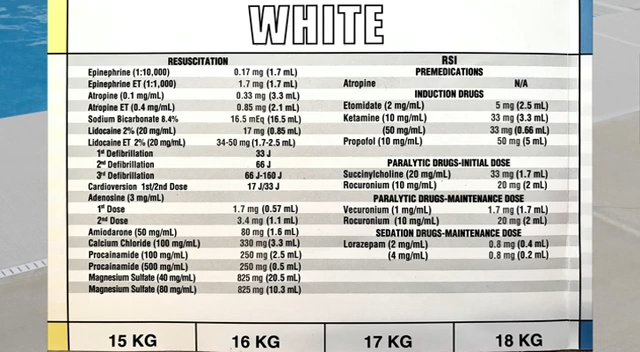 WHITE
RESUSCITATION
Epinephrine (1:10,000) 0.17 mg (1.7 mL)
Epinephrine ET (1:1,000) 1.7 mg (1.7 mL)
Atropine (0.1 mg/mL) 0.33 mg (3.3 mL)
Atropine ET (0.4 mg/mL) 0.85 mg (2.1 mL)
Sodium Bicarbonate 8.4% 16.5 mEq (16.5 mL)
Lidocaine 2% (20 mg/mL) 17 mg (0.85 mL)
Lidocaine ET 2% (20 mg/mL) 34-50 mg (1.7-2.5 mL)
1st Defibrillation 33 J
2nd Defibrillation 66 J
3rd Defibrillation 66 J-160 J
Cardioversion 1st/2nd Dose 17 J/33 J
Adenosine (3 mg/mL)
1st Dose 1.7 mg (0.57 mL)
2nd Dose 3.4 mg (1.1 mL)
Amiodarone (50 mg/mL) 80 mg (1.6 mL)
Calcium Chloride (100 mg/mL) 330 mg (3.3 mL)
Procainamide (100 mg/mL) 250 mg (2.5 mL)
Procainamide (500 mg/mL) 250 mg (0.5 mL)
Magnesium Sulfate (40 mg/mL) 825 mg (20.5 mL)
Magnesium Sulfate (80 mg/mL) 825 mg (10.3 mL)
RSI
PREMEDICATIONS
Atropine N/A
INDUCTION DRUGS
Etomidate (2 mg/mL) 5 mg (2.5 mL)
Ketamine (10 mg/mL) 33 mg (3.3 mL)
(50 mg/mL) 33 mg (0.66 mL)
Propofol (10 mg/mL) 50 mg (5 mL)
PARALYTIC DRUGS-INITIAL DOSE
Succinylcholine (20 mg/mL) 33 mg (1.7 mL)
Rocuronium (10 mg/mL) 20 mg (2 mL)
PARALYTIC DRUGS-MAINTENANCE DOSE
Vecuronium (1 mg/mL) 1.7 mg (1.7 mL)
Rocuronium (10 mg/mL) 20 mg (2 mL)
SEDATION DRUGS-MAINTENANCE DOSE
Lorazepam (2 mg/mL) 0.8 mg (0.4 mL)
(4 mg/mL) 0.8 mg (0.2 mL)
15 KG 16 KG 17 KG 18 KG